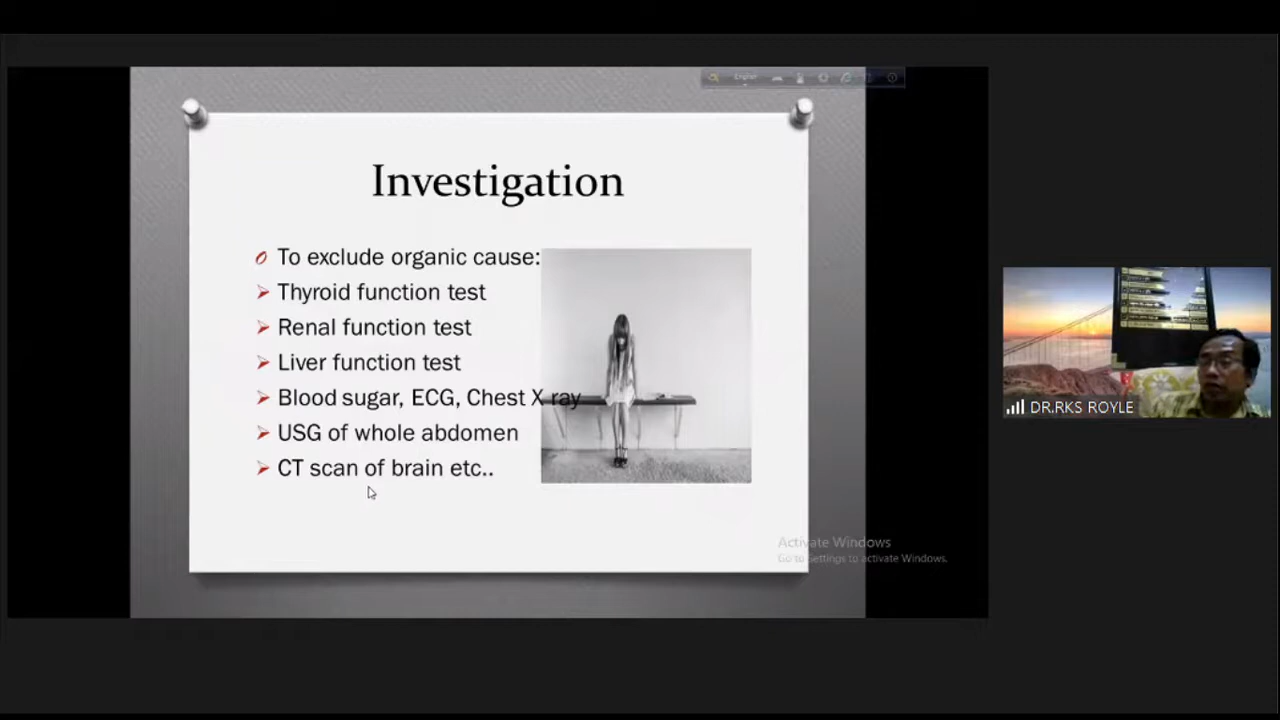 English
Investigation
To exclude organic cause:
Thyroid function test
Renal function test
Liver function test
Blood sugar, ECG, Chest X ray
USG of whole abdomen
CT scan of brain etc..
Activate Windows
Go to Settings to activate Windows.
DR.RKS ROYLE